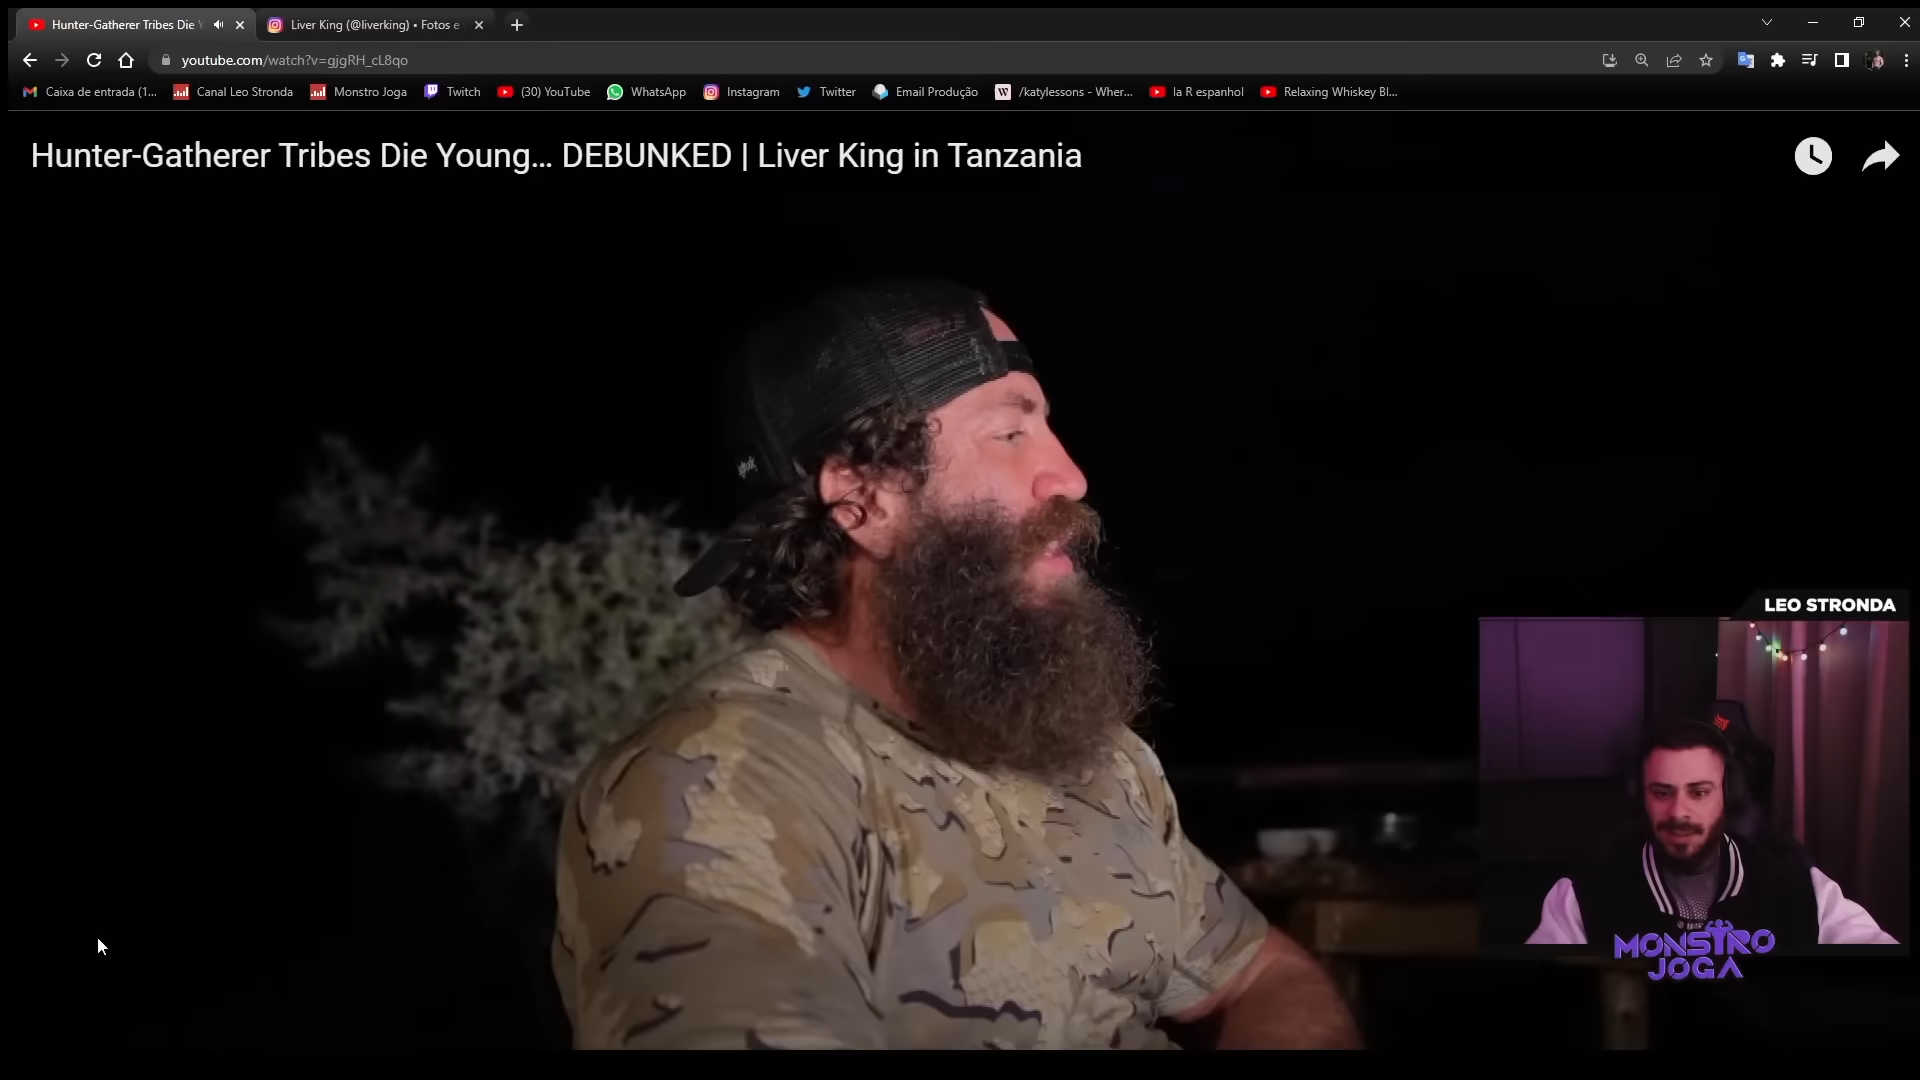 Hunter-Gatherer Tribes Die Y
Liver King (@liverking) • Fotos e
youtube.com/watch?v=gjgRH_cL8qo
Caixa de entrada (1... Canal Leo Stronda Monstro Joga Twitch (30) YouTube WhatsApp Instagram Twitter Email Produção W /katylessons - Wher... la R espanhol Relaxing Whiskey Bl...
Hunter-Gatherer Tribes Die Young... DEBUNKED | Liver King in Tanzania
LEO STRONDA
MONSTRO
JOGA